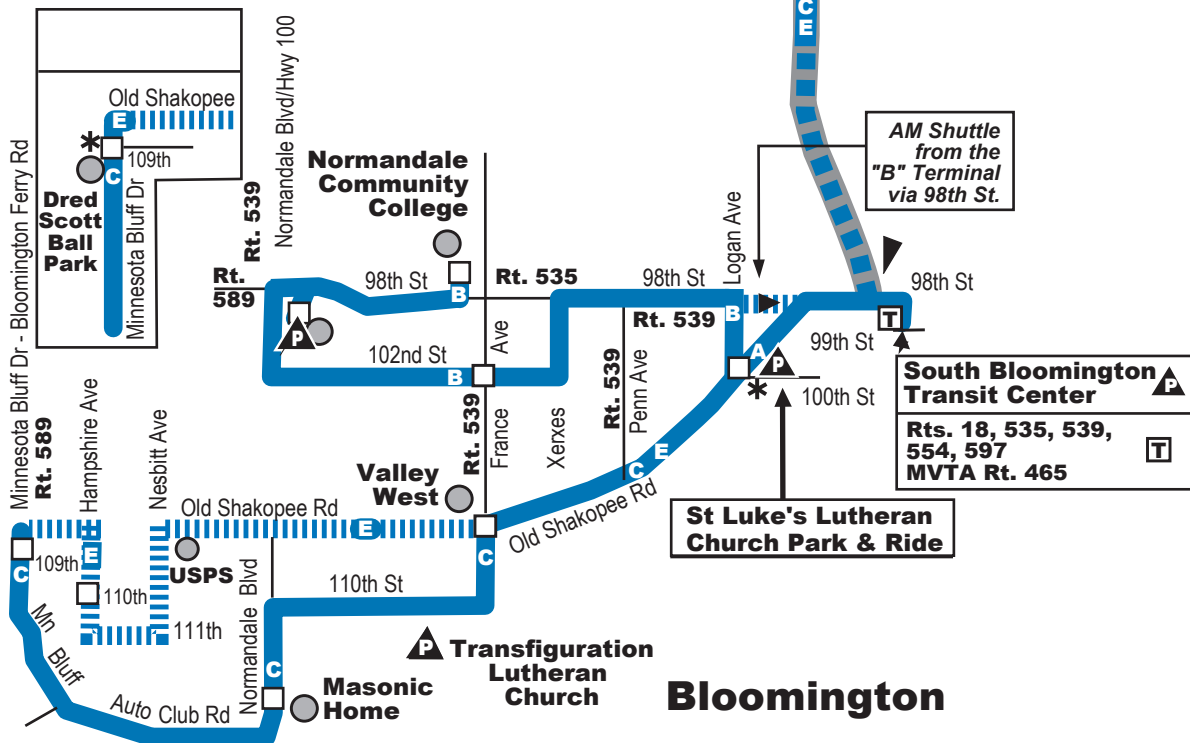 C
E
Old Shakopee
E
*
109th
C
Dred
Scott
Ball
Park
Minnesota Bluff Dr
Minnesota Bluff Dr - Bloomington Ferry Rd
Rt. 589
Rt. 539
Normandale Blvd/Hwy 100
Normandale
Community
College
Rt.
589
98th St
B
Rt. 535
98th St
Logan Ave
AM Shuttle
from the
"B" Terminal
via 98th St.
98th St
P
102nd St
B
Ave
Rt. 539
France
Xerxes
Rt. 539
Rt. 539
Penn Ave
B
A
P
*
T
99th St
100th St
South Bloomington
Transit Center
P
Rts. 18, 535, 539,
554, 597
MVTA Rt. 465
T
St Luke's Lutheran
Church Park & Ride
Hampshire Ave
Nesbitt Ave
Valley
West
Old Shakopee Rd
E
C
E
Old Shakopee Rd
C
109th
E
C
USPS
110th
111th
Normandale Blvd
110th St
Mn
Bluff
Auto Club Rd
C
Masonic
Home
P
Transfiguration
Lutheran
Church
Bloomington